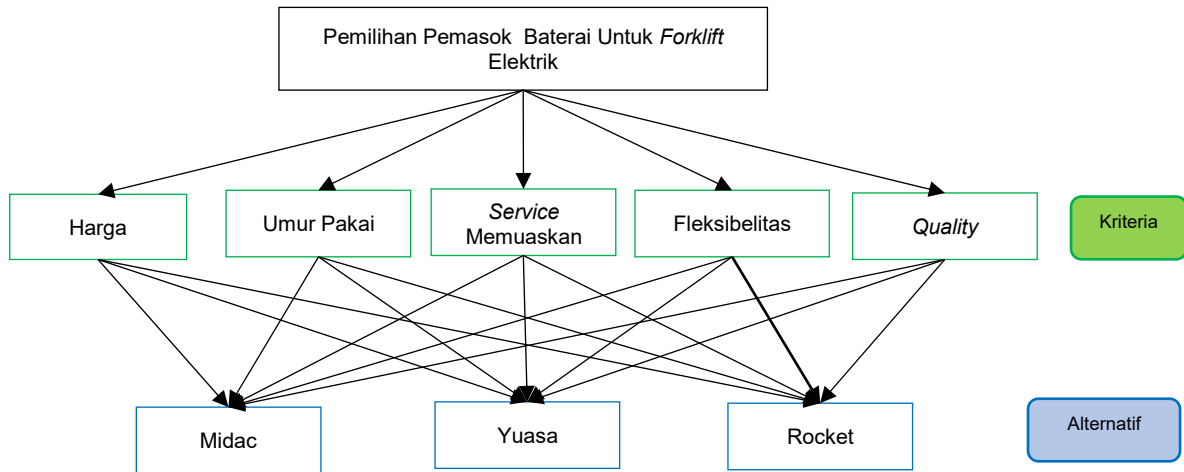 Pemilihan Pemasok Baterai Untuk Forklift
Elektrik
Harga
Umur Pakai
Service
Memuaskan
Fleksibelitas
Quality
Kriteria
Midac
Yuasa
Rocket
Alternatif